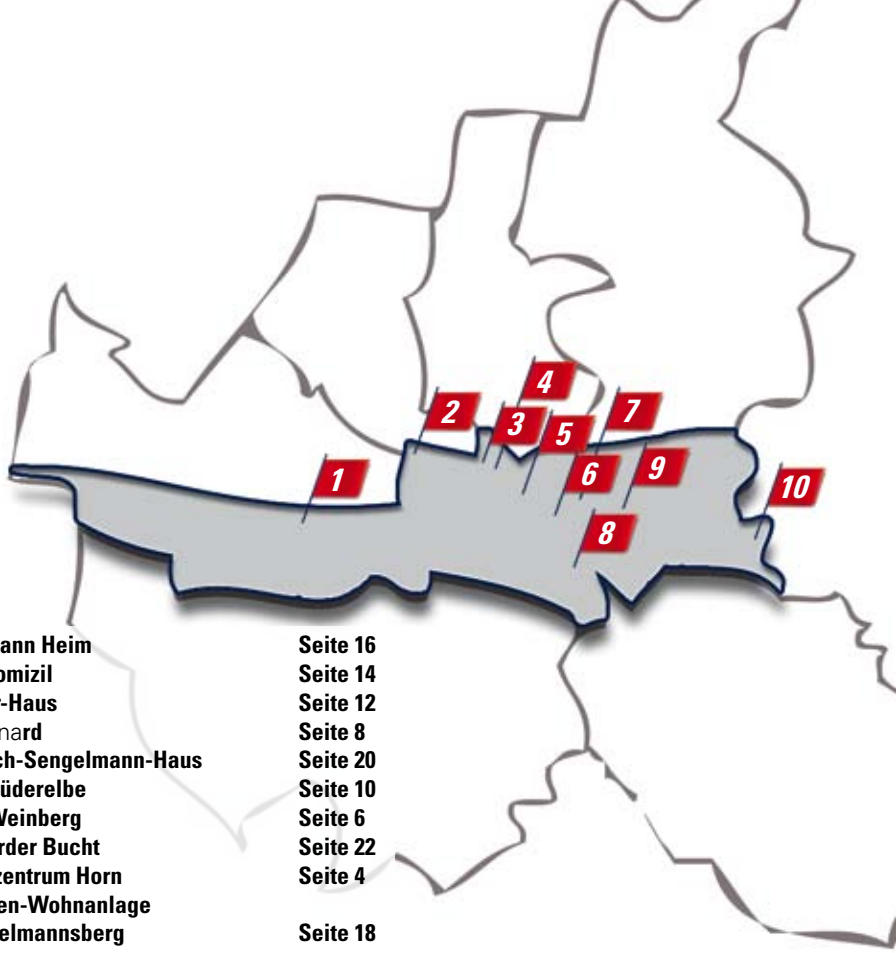 4
2
7
3
5
9
1
6
10
8
ann Heim Seite 16
omizil Seite 14
-Haus Seite 12
nard Seite 8
ch-Sengelmann-Haus Seite 20
üderelbe Seite 10
Weinberg Seite 6
rder Bucht Seite 22
zentrum Horn Seite 4
en-Wohnanlage
elmannsberg Seite 18